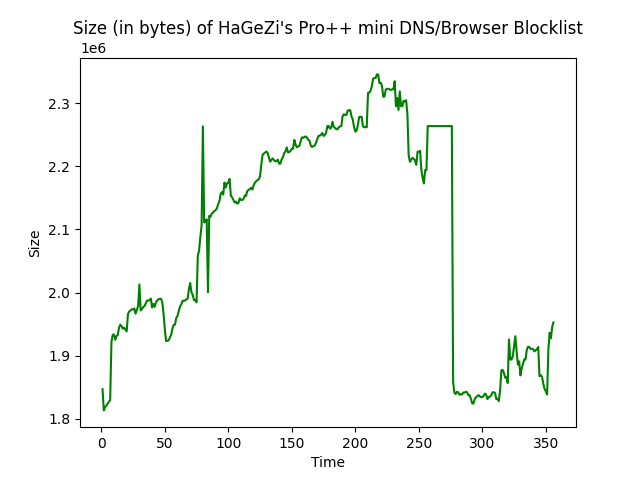 Size (in bytes) of HaGeZi's Pro++ mini DNS/Browser Blocklist
1e6
2.3
2.2
2.1
2.0
1.9
1.8
Size
0 50 100 150 200 250 300 350
Time